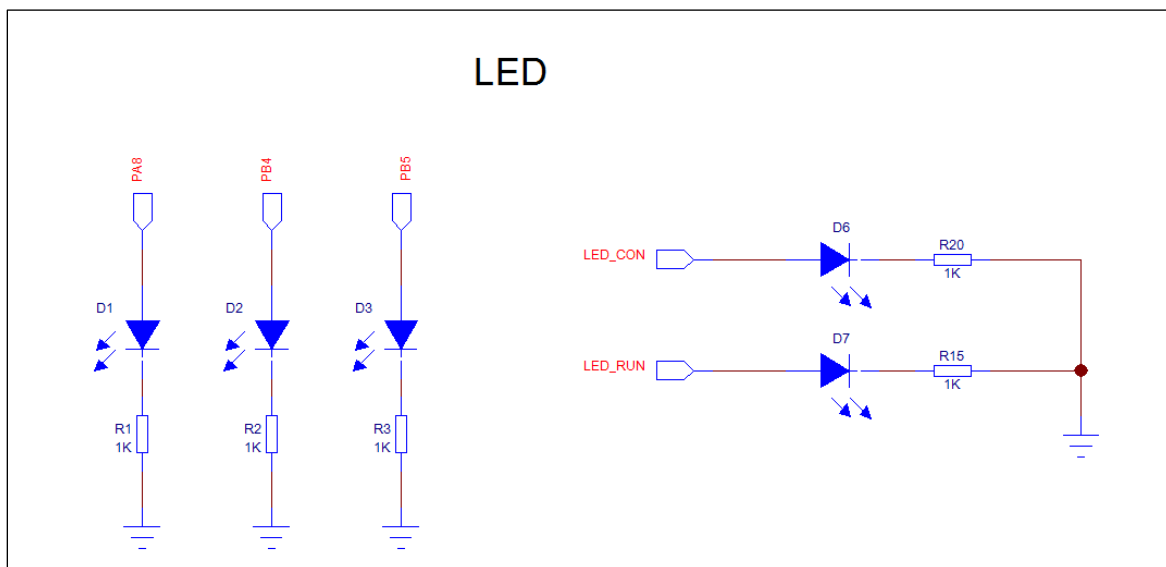 LED
PA8
PB4
PB5
D1
D2
D3
R1
1K
R2
1K
R3
1K
LED_CON
D6
R20
1K
LED_RUN
D7
R15
1K